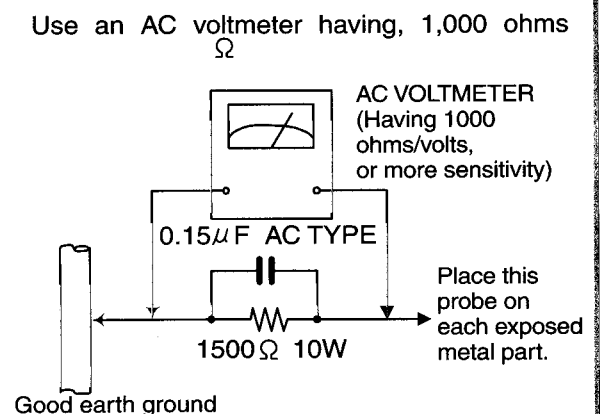 Use an AC voltmeter having, 1,000 ohms
Ω
AC VOLTMETER
(Having 1000
ohms/volts,
or more sensitivity)
0.15μF AC TYPE
Place this
probe on
each exposed
metal part.
1500Ω 10W
Good earth ground